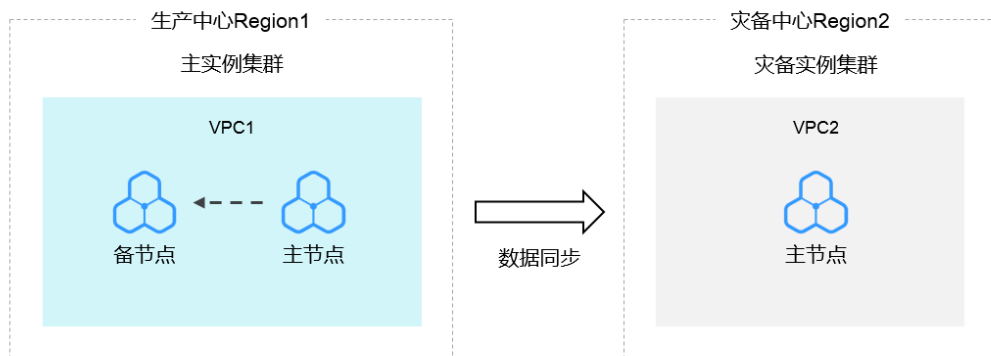 生产中心Region1
主实例集群
VPC1
备节点
主节点
数据同步
灾备中心Region2
灾备实例集群
VPC2
主节点